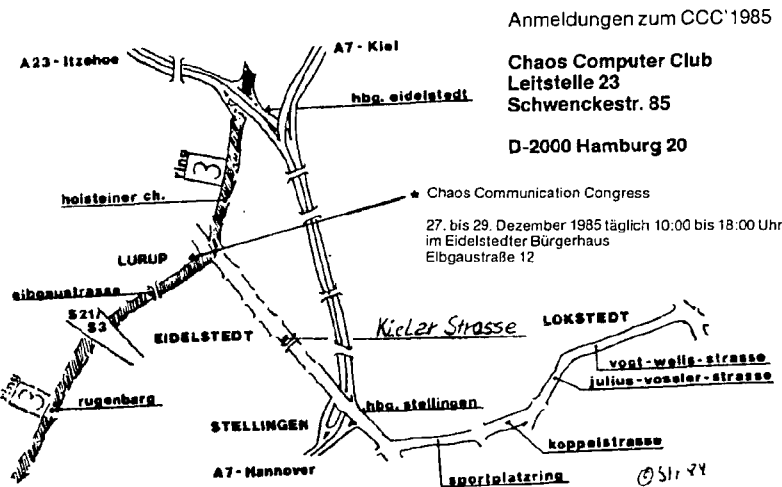 Anmeldungen zum CCC'1985
Chaos Computer Club
Leitstelle 23
Schwenckestr. 85
D-2000 Hamburg 20
A23-Itzehoe
A7-Kiel
hbg. eidelstedt
ring
3
holsteiner ch.
★ Chaos Communication Congress
27. bis 29. Dezember 1985 täglich 10:00 bis 18:00 Uhr
im Eidelstedter Bürgerhaus
Elbgaustraße 12
LURUP
elbgaustrasse
S21/
S3
EIDELSTEDT
Kieler Strasse
LOKSTEDT
vogt-wells-strasse
julius-vossler-strasse
ring
3
rugenbarg
hbg. stellingen
STELLINGEN
koppelstrasse
A7-Hannover
sportplatzring